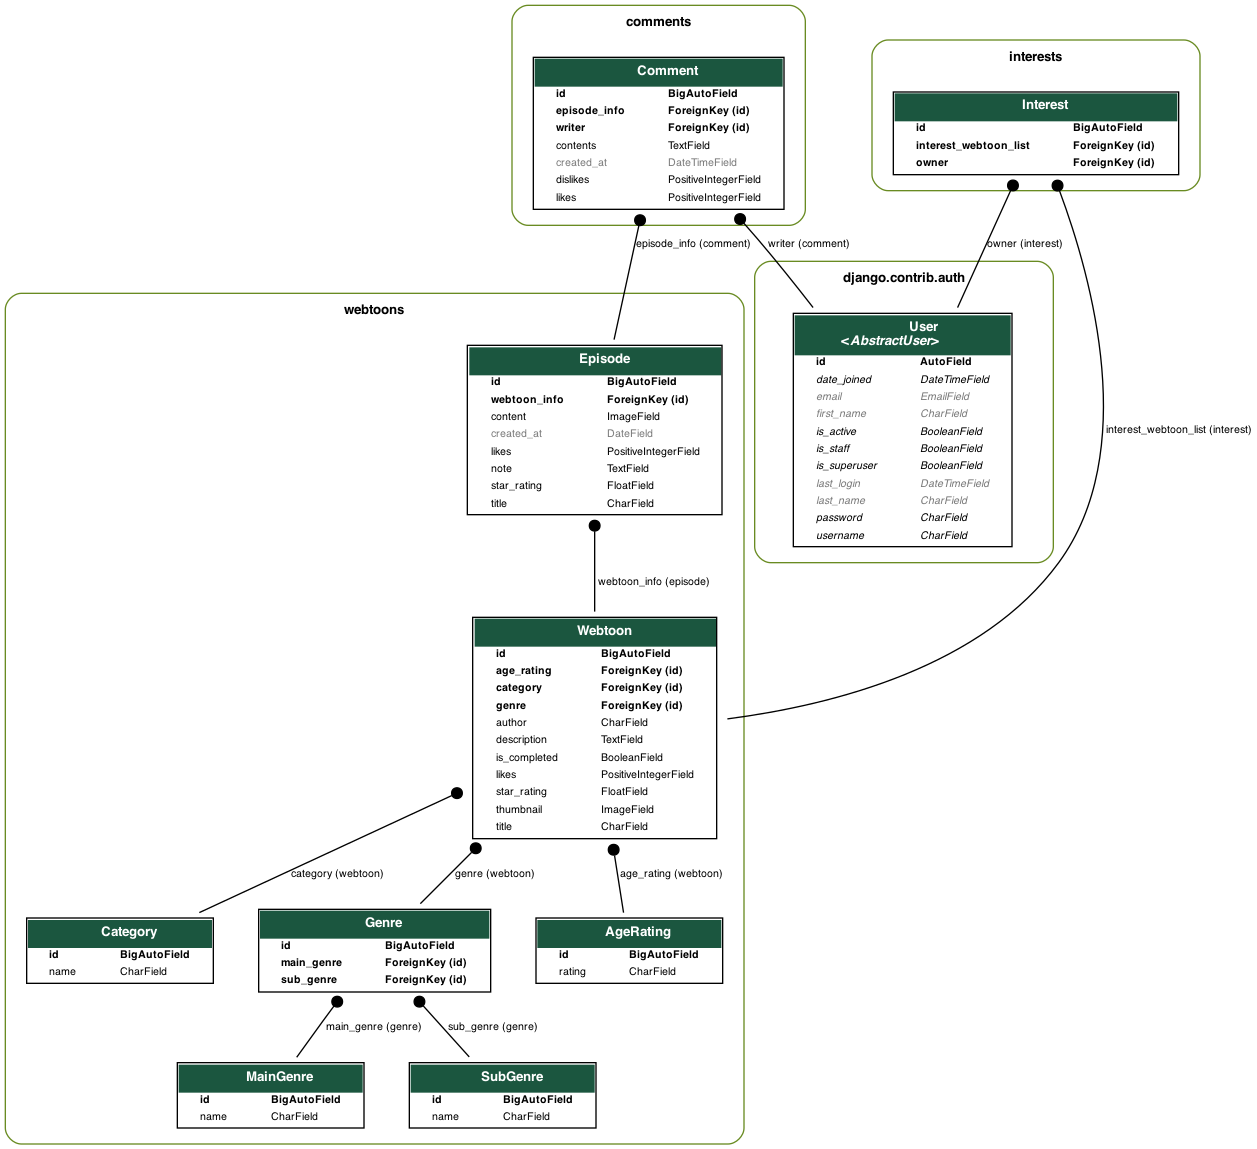 comments
Comment
id BigAutoField
episode_info ForeignKey (id)
writer ForeignKey (id)
contents TextField
created_at DateTimeField
dislikes PositiveIntegerField
likes PositiveIntegerField
interests
Interest
id BigAutoField
interest_webtoon_list ForeignKey (id)
owner ForeignKey (id)
episode_info (comment)
writer (comment)
owner (interest)
interest_webtoon_list (interest)
django.contrib.auth
User
<AbstractUser>
id AutoField
date_joined DateTimeField
email EmailField
first_name CharField
is_active BooleanField
is_staff BooleanField
is_superuser BooleanField
last_login DateTimeField
last_name CharField
password CharField
username CharField
webtoons
Episode
id BigAutoField
webtoon_info ForeignKey (id)
content ImageField
created_at DateField
likes PositiveIntegerField
note TextField
star_rating FloatField
title CharField
webtoon_info (episode)
Webtoon
id BigAutoField
age_rating ForeignKey (id)
category ForeignKey (id)
genre ForeignKey (id)
author CharField
description TextField
is_completed BooleanField
likes PositiveIntegerField
star_rating FloatField
thumbnail ImageField
title CharField
category (webtoon)
genre (webtoon)
age_rating (webtoon)
Category
id BigAutoField
name CharField
Genre
id BigAutoField
main_genre ForeignKey (id)
sub_genre ForeignKey (id)
AgeRating
id BigAutoField
rating CharField
main_genre (genre)
sub_genre (genre)
MainGenre
id BigAutoField
name CharField
SubGenre
id BigAutoField
name CharField